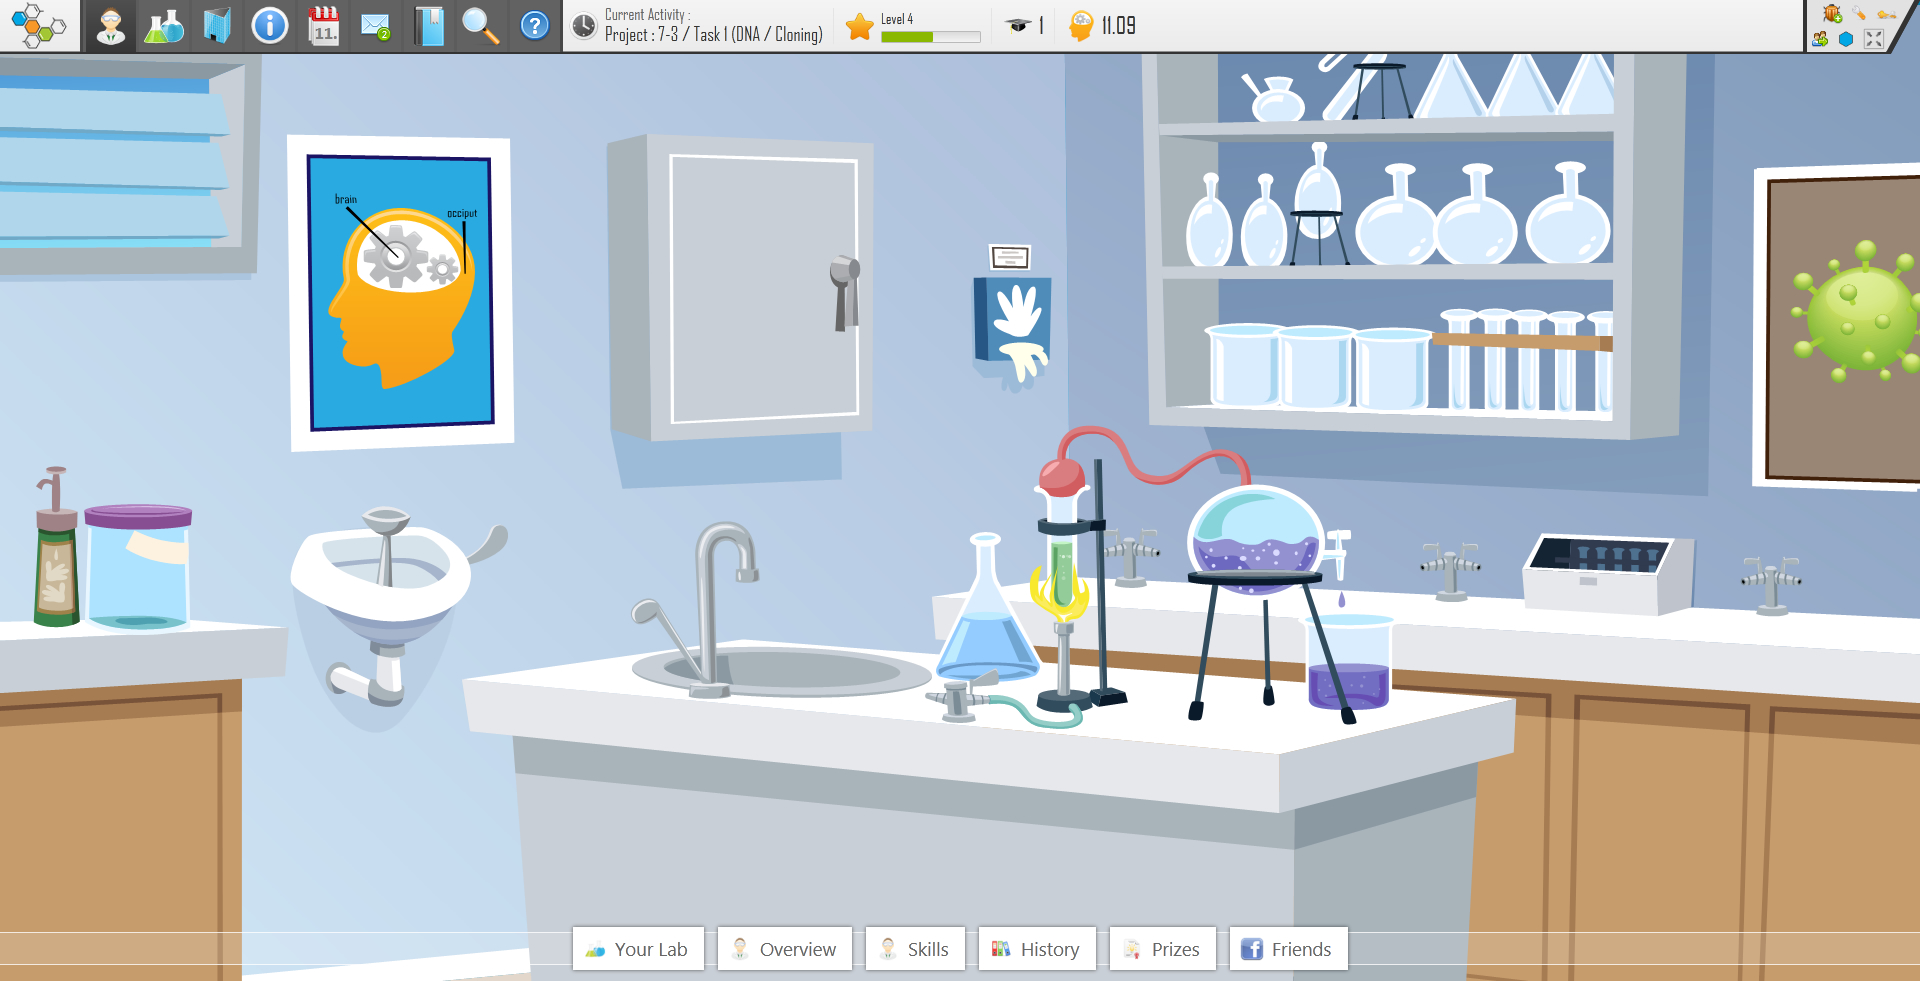 11.
2
Current Activity :
Project : 7-3 / Task 1 (DNA / Cloning)
Level 4
1
11.09
brain
occiput
Your Lab
Overview
Skills
History
Prizes
Friends